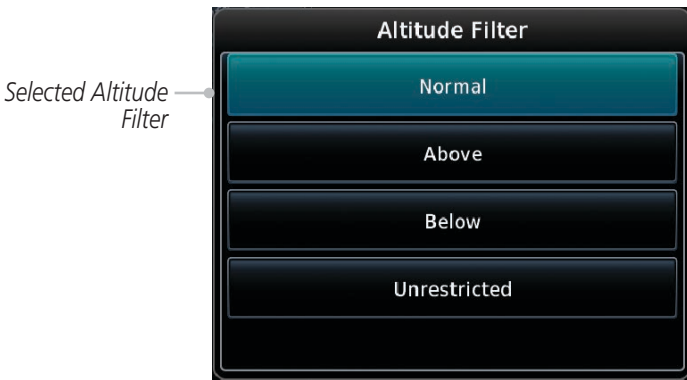 Altitude Filter
Selected Altitude
Filter
Normal
Above
Below
Unrestricted